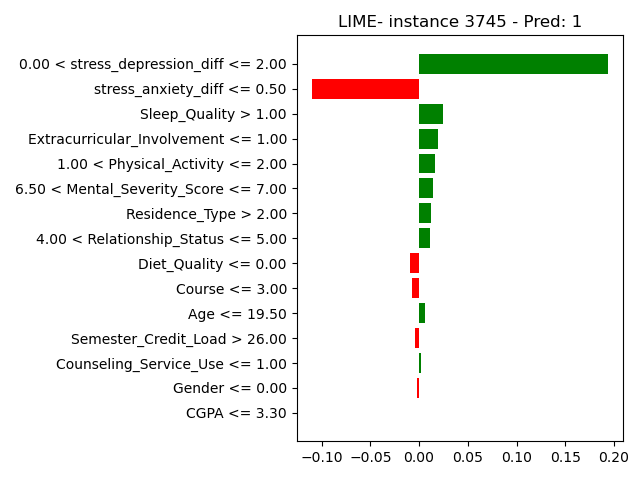 LIME- instance 3745 - Pred: 1
0.00 < stress_depression_diff <= 2.00
stress_anxiety_diff <= 0.50
Sleep_Quality > 1.00
Extracurricular_Involvement <= 1.00
1.00 < Physical_Activity <= 2.00
6.50 < Mental_Severity_Score <= 7.00
Residence_Type > 2.00
4.00 < Relationship_Status <= 5.00
Diet_Quality <= 0.00
Course <= 3.00
Age <= 19.50
Semester_Credit_Load > 26.00
Counseling_Service_Use <= 1.00
Gender <= 0.00
CGPA <= 3.30
−0.10 −0.05 0.00 0.05 0.10 0.15 0.20